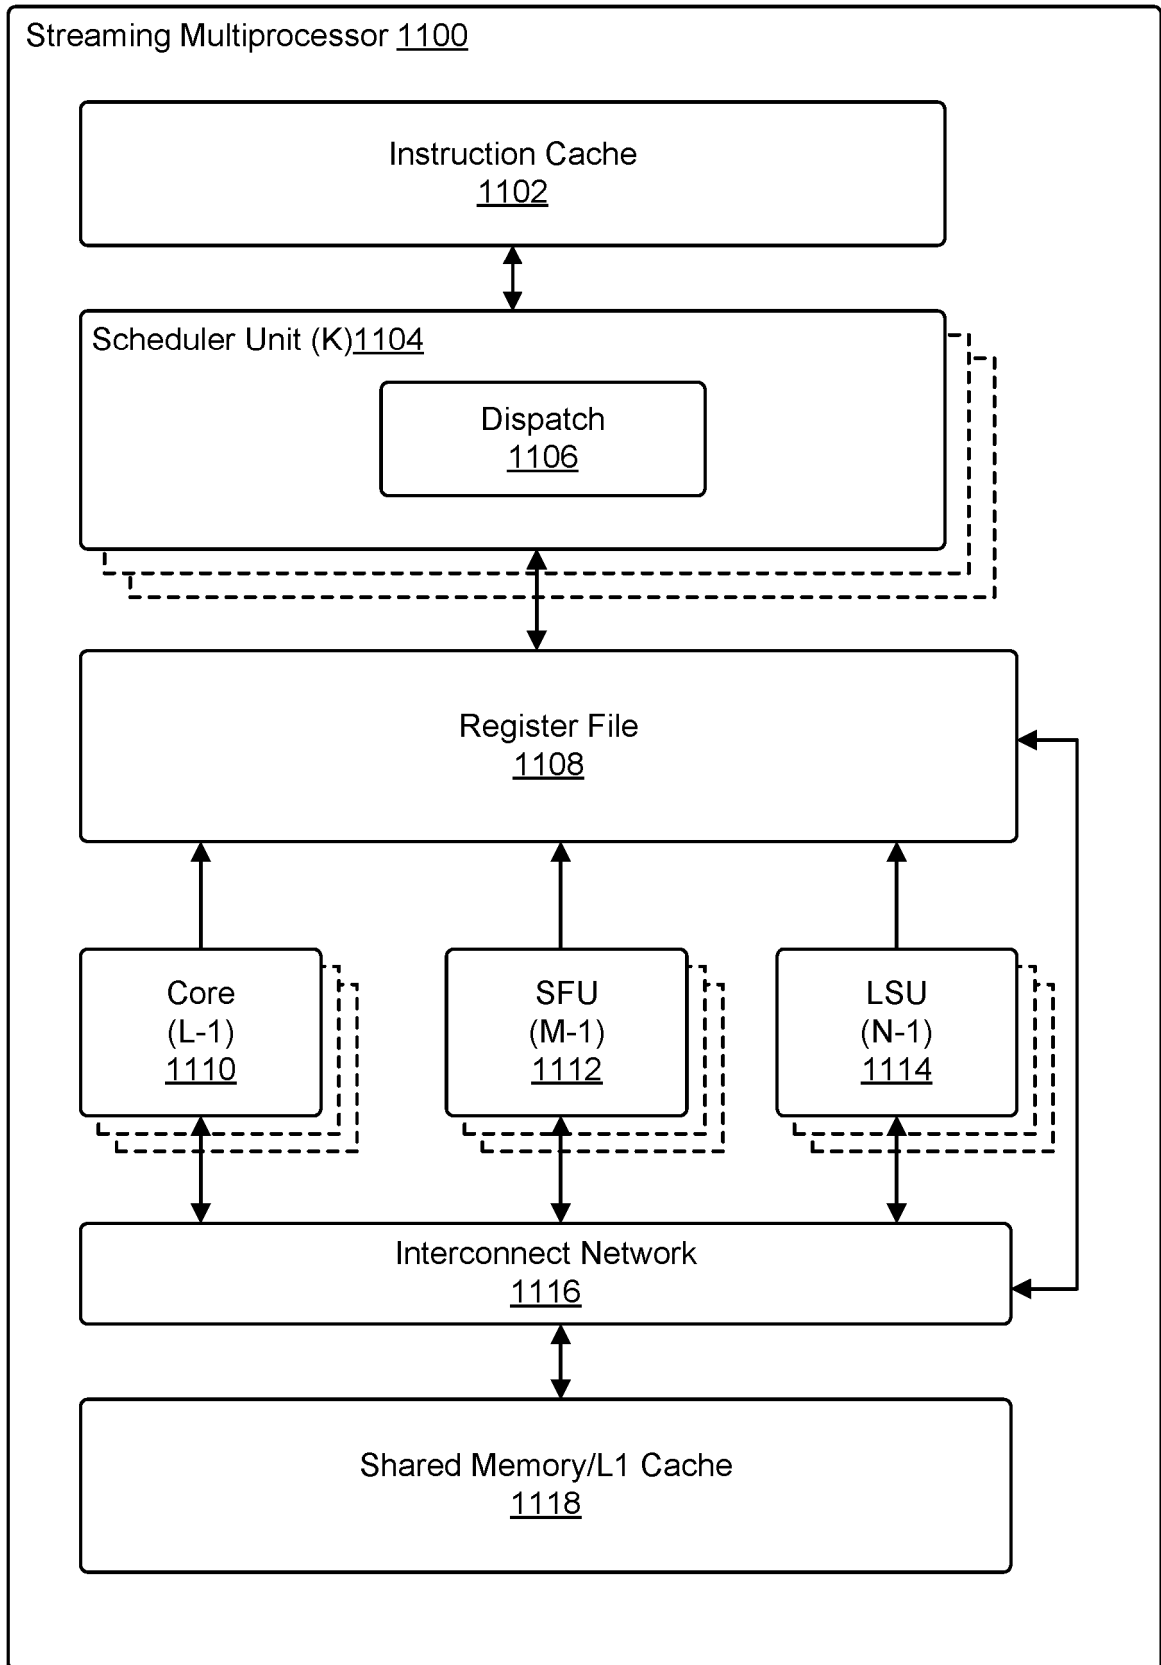 Streaming Multiprocessor 1100
Instruction Cache
1102
Scheduler Unit (K)1104
Dispatch
1106
Register File
1108
Core
(L-1)
1110
SFU
(M-1)
1112
LSU
(N-1)
1114
Interconnect Network
1116
Shared Memory/L1 Cache
1118